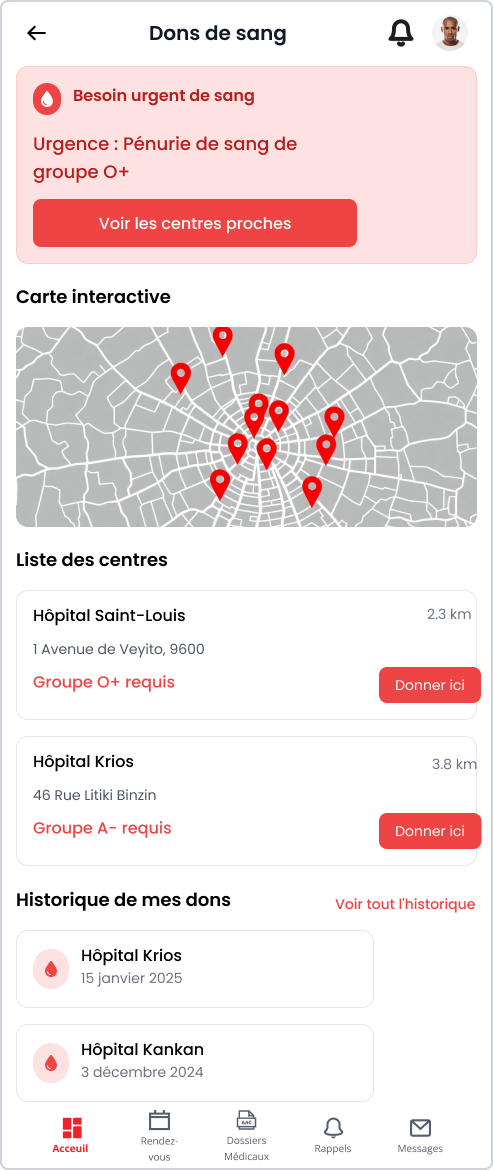 Dons de sang
Besoin urgent de sang
Urgence : Pénurie de sang de
groupe O+
Voir les centres proches
Carte interactive
Liste des centres
Hôpital Saint-Louis
2.3 km
1 Avenue de Veyito, 9600
Groupe O+ requis
Donner ici
Hôpital Krios
3.8 km
46 Rue Litiki Binzin
Groupe A- requis
Donner ici
Historique de mes dons
Voir tout l'historique
Hôpital Krios
15 janvier 2025
Hôpital Kankan
3 décembre 2024
Acceuil
Rendez-
vous
AAC
Dossiers
Médicaux
Rappels
Messages